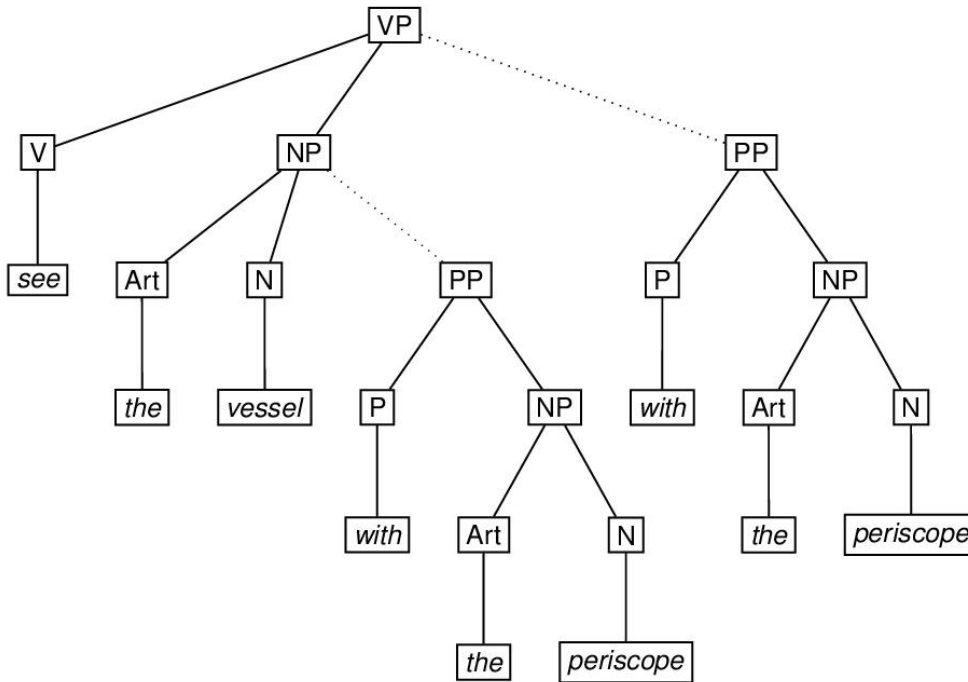 VP
V NP PP
see Art N PP P NP
the vessel P NP with Art N
with Art N the periscope
the periscope